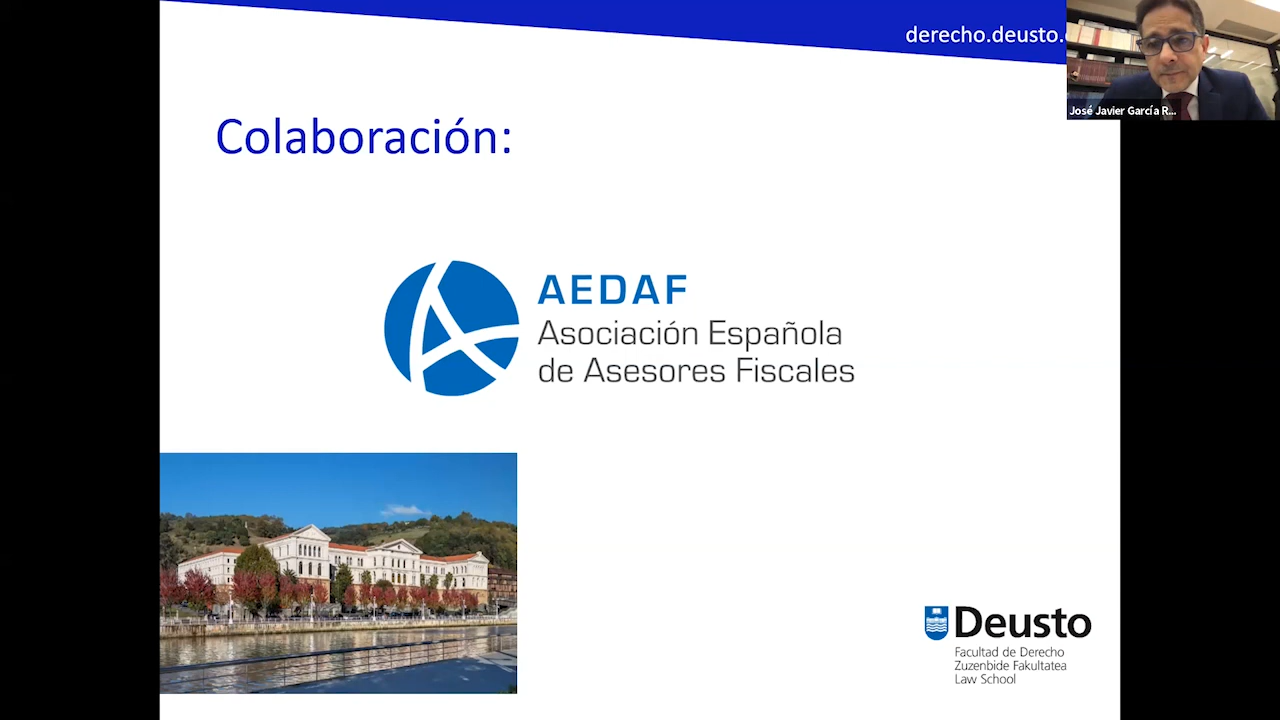 derecho.deusto.
José Javier García R...
Colaboración:
AEDAF
Asociación Española
de Asesores Fiscales
Deusto
Facultad de Derecho
Zuzenbide Fakultatea
Law School